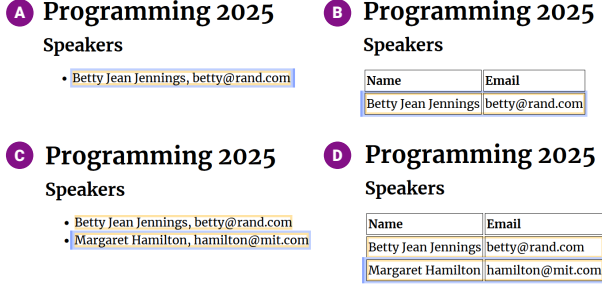 A
Programming 2025
Speakers
• Betty Jean Jennings, betty@rand.com
B
Programming 2025
Speakers
Name Email
Betty Jean Jennings betty@rand.com
C
Programming 2025
Speakers
• Betty Jean Jennings, betty@rand.com
• Margaret Hamilton, hamilton@mit.com
D
Programming 2025
Speakers
Name Email
Betty Jean Jennings betty@rand.com
Margaret Hamilton hamilton@mit.com